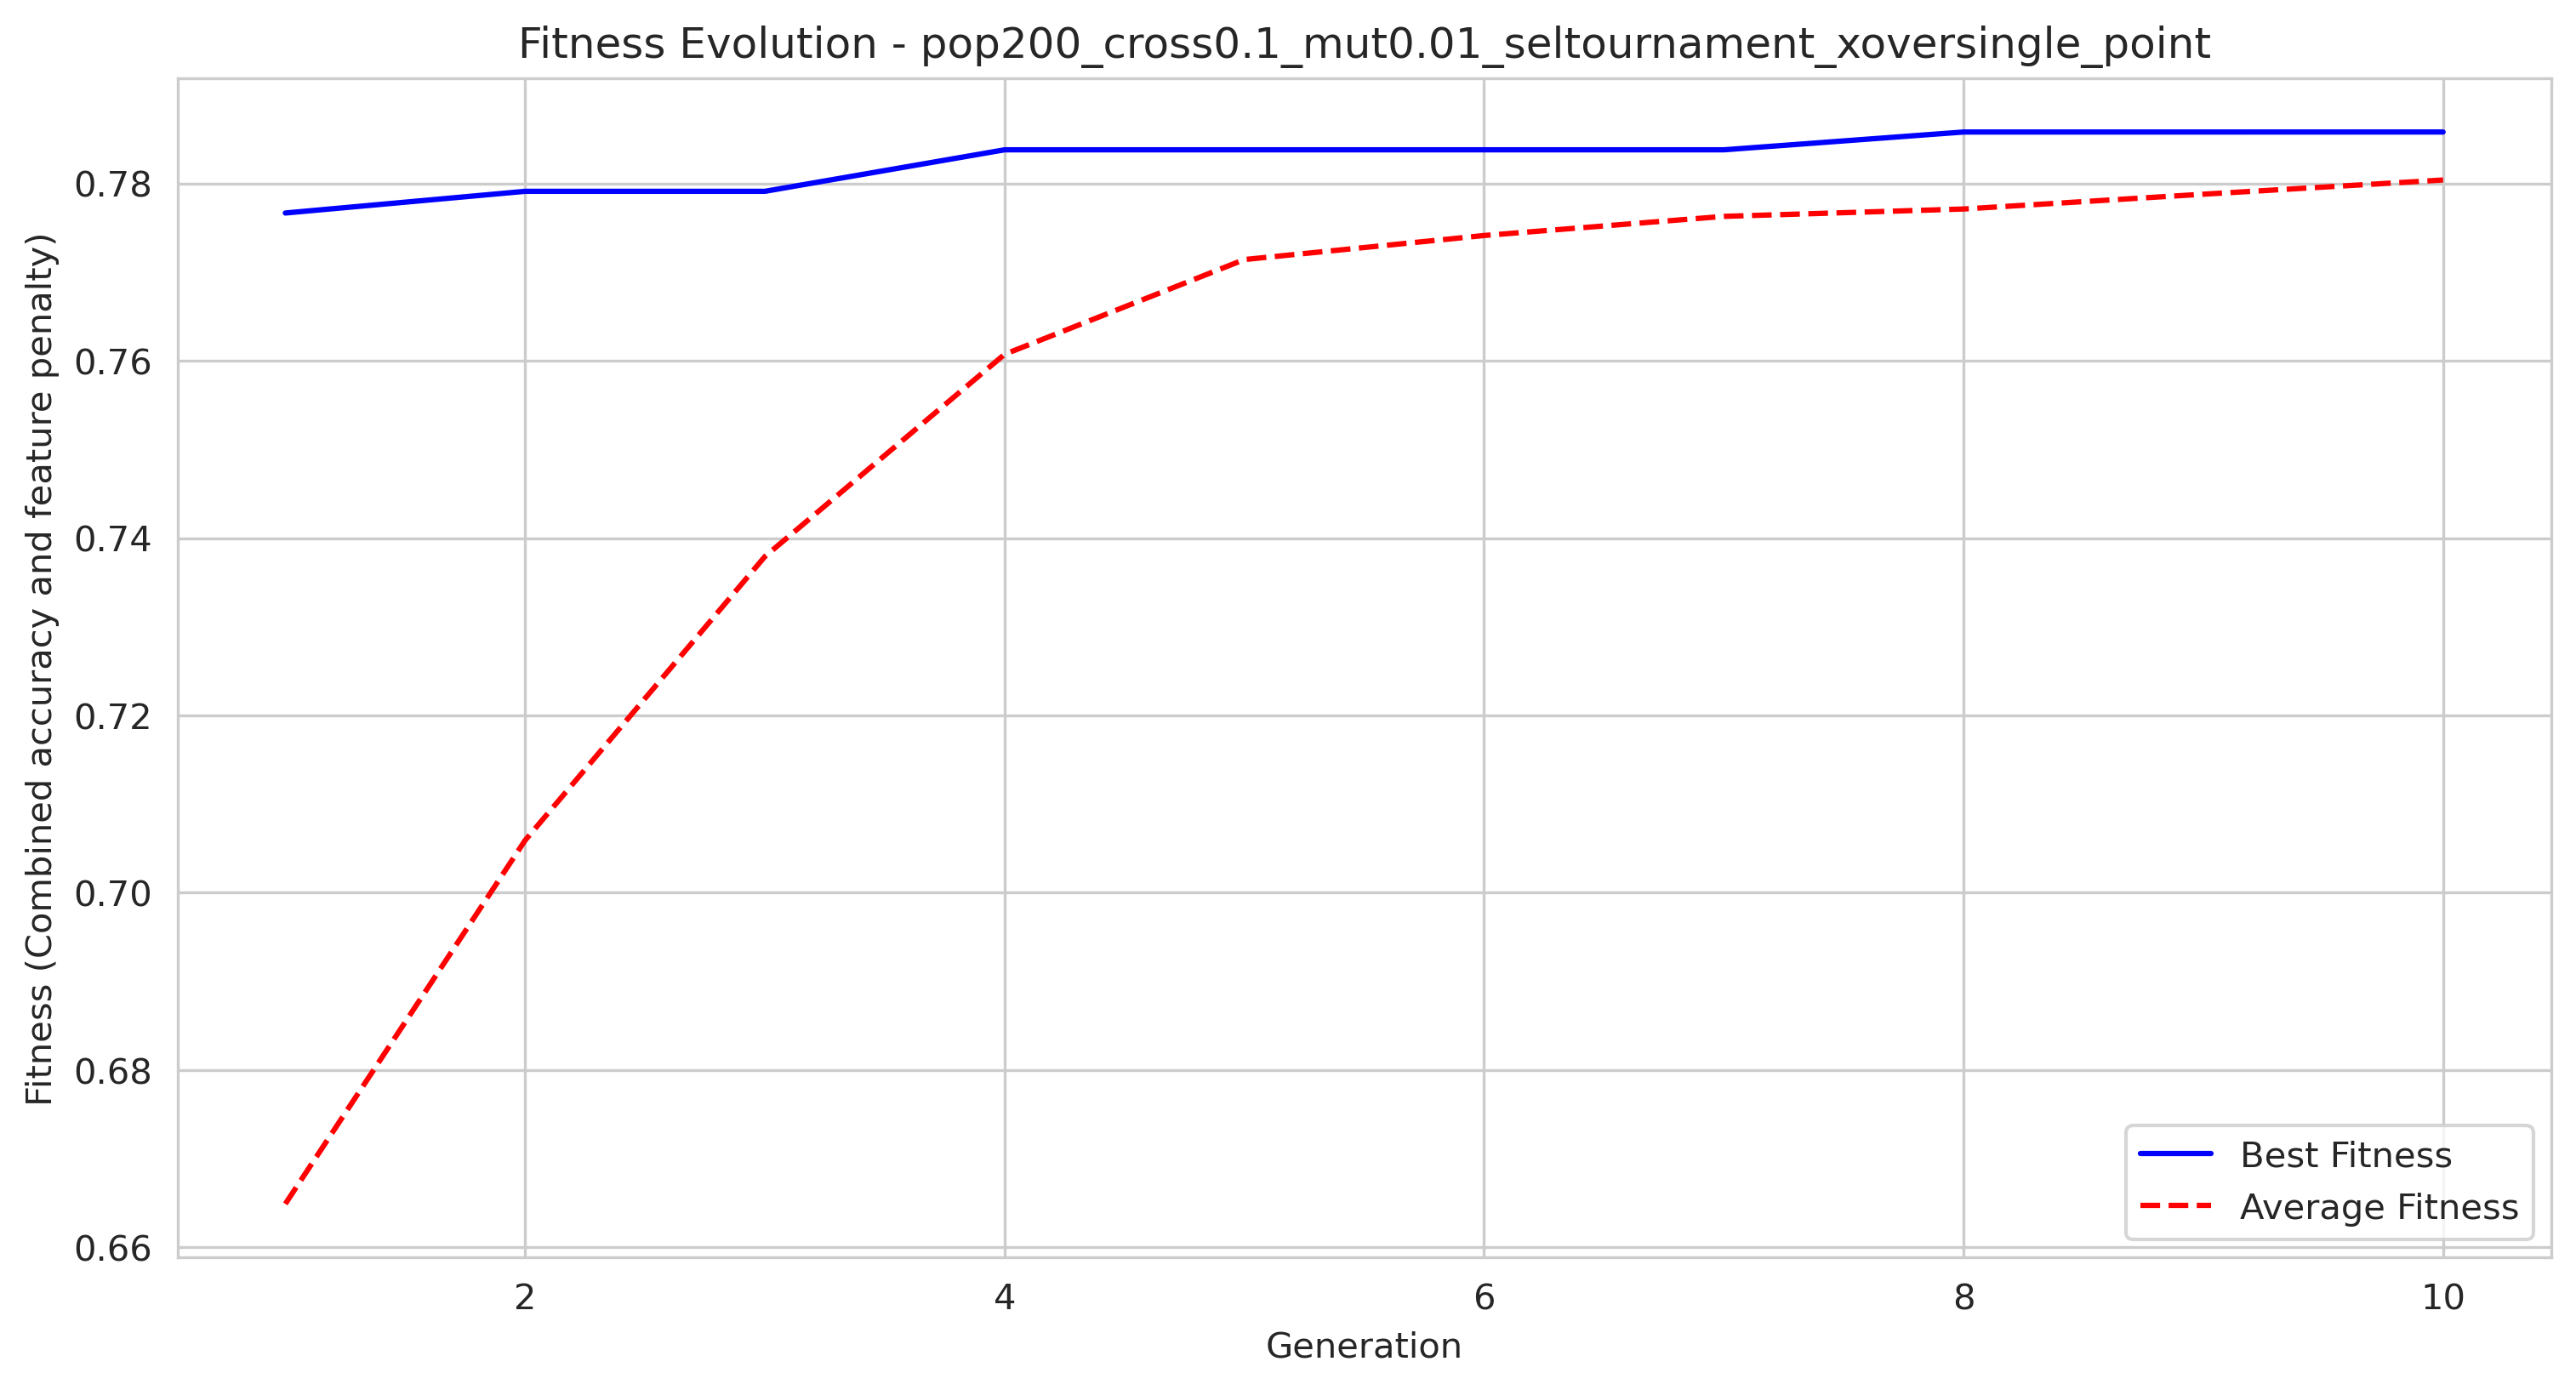 Fitness Evolution - pop200_cross0.1_mut0.01_seltournament_xoversingle_point
Fitness (Combined accuracy and feature penalty)
0.78
0.76
0.74
0.72
0.70
0.68
0.66
2 4 6 8 10
Generation
Best Fitness
Average Fitness